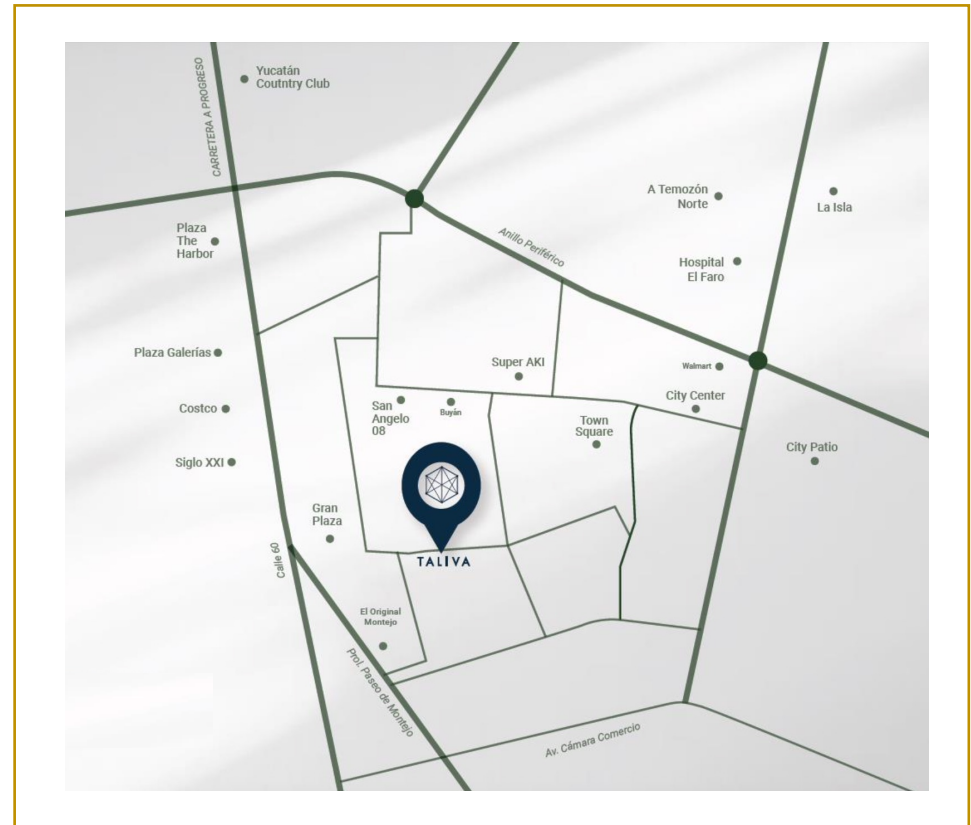 Yucatán
Coutntry Club
CARRETERA A PROGRESO
A Temozón
Norte
La Isla
Plaza
The
Harbor
Anillo Periférico
Hospital
El Faro
Plaza Galerías
Super AKI
Walmart
City Center
Costco
San
Angelo
08
Buyán
Town
Square
City Patio
Siglo XXI
Gran
Plaza
Calle 60
TALIVA
El Original
Montejo
Prol. Paseo de Montejo
Av. Cámara Comercio